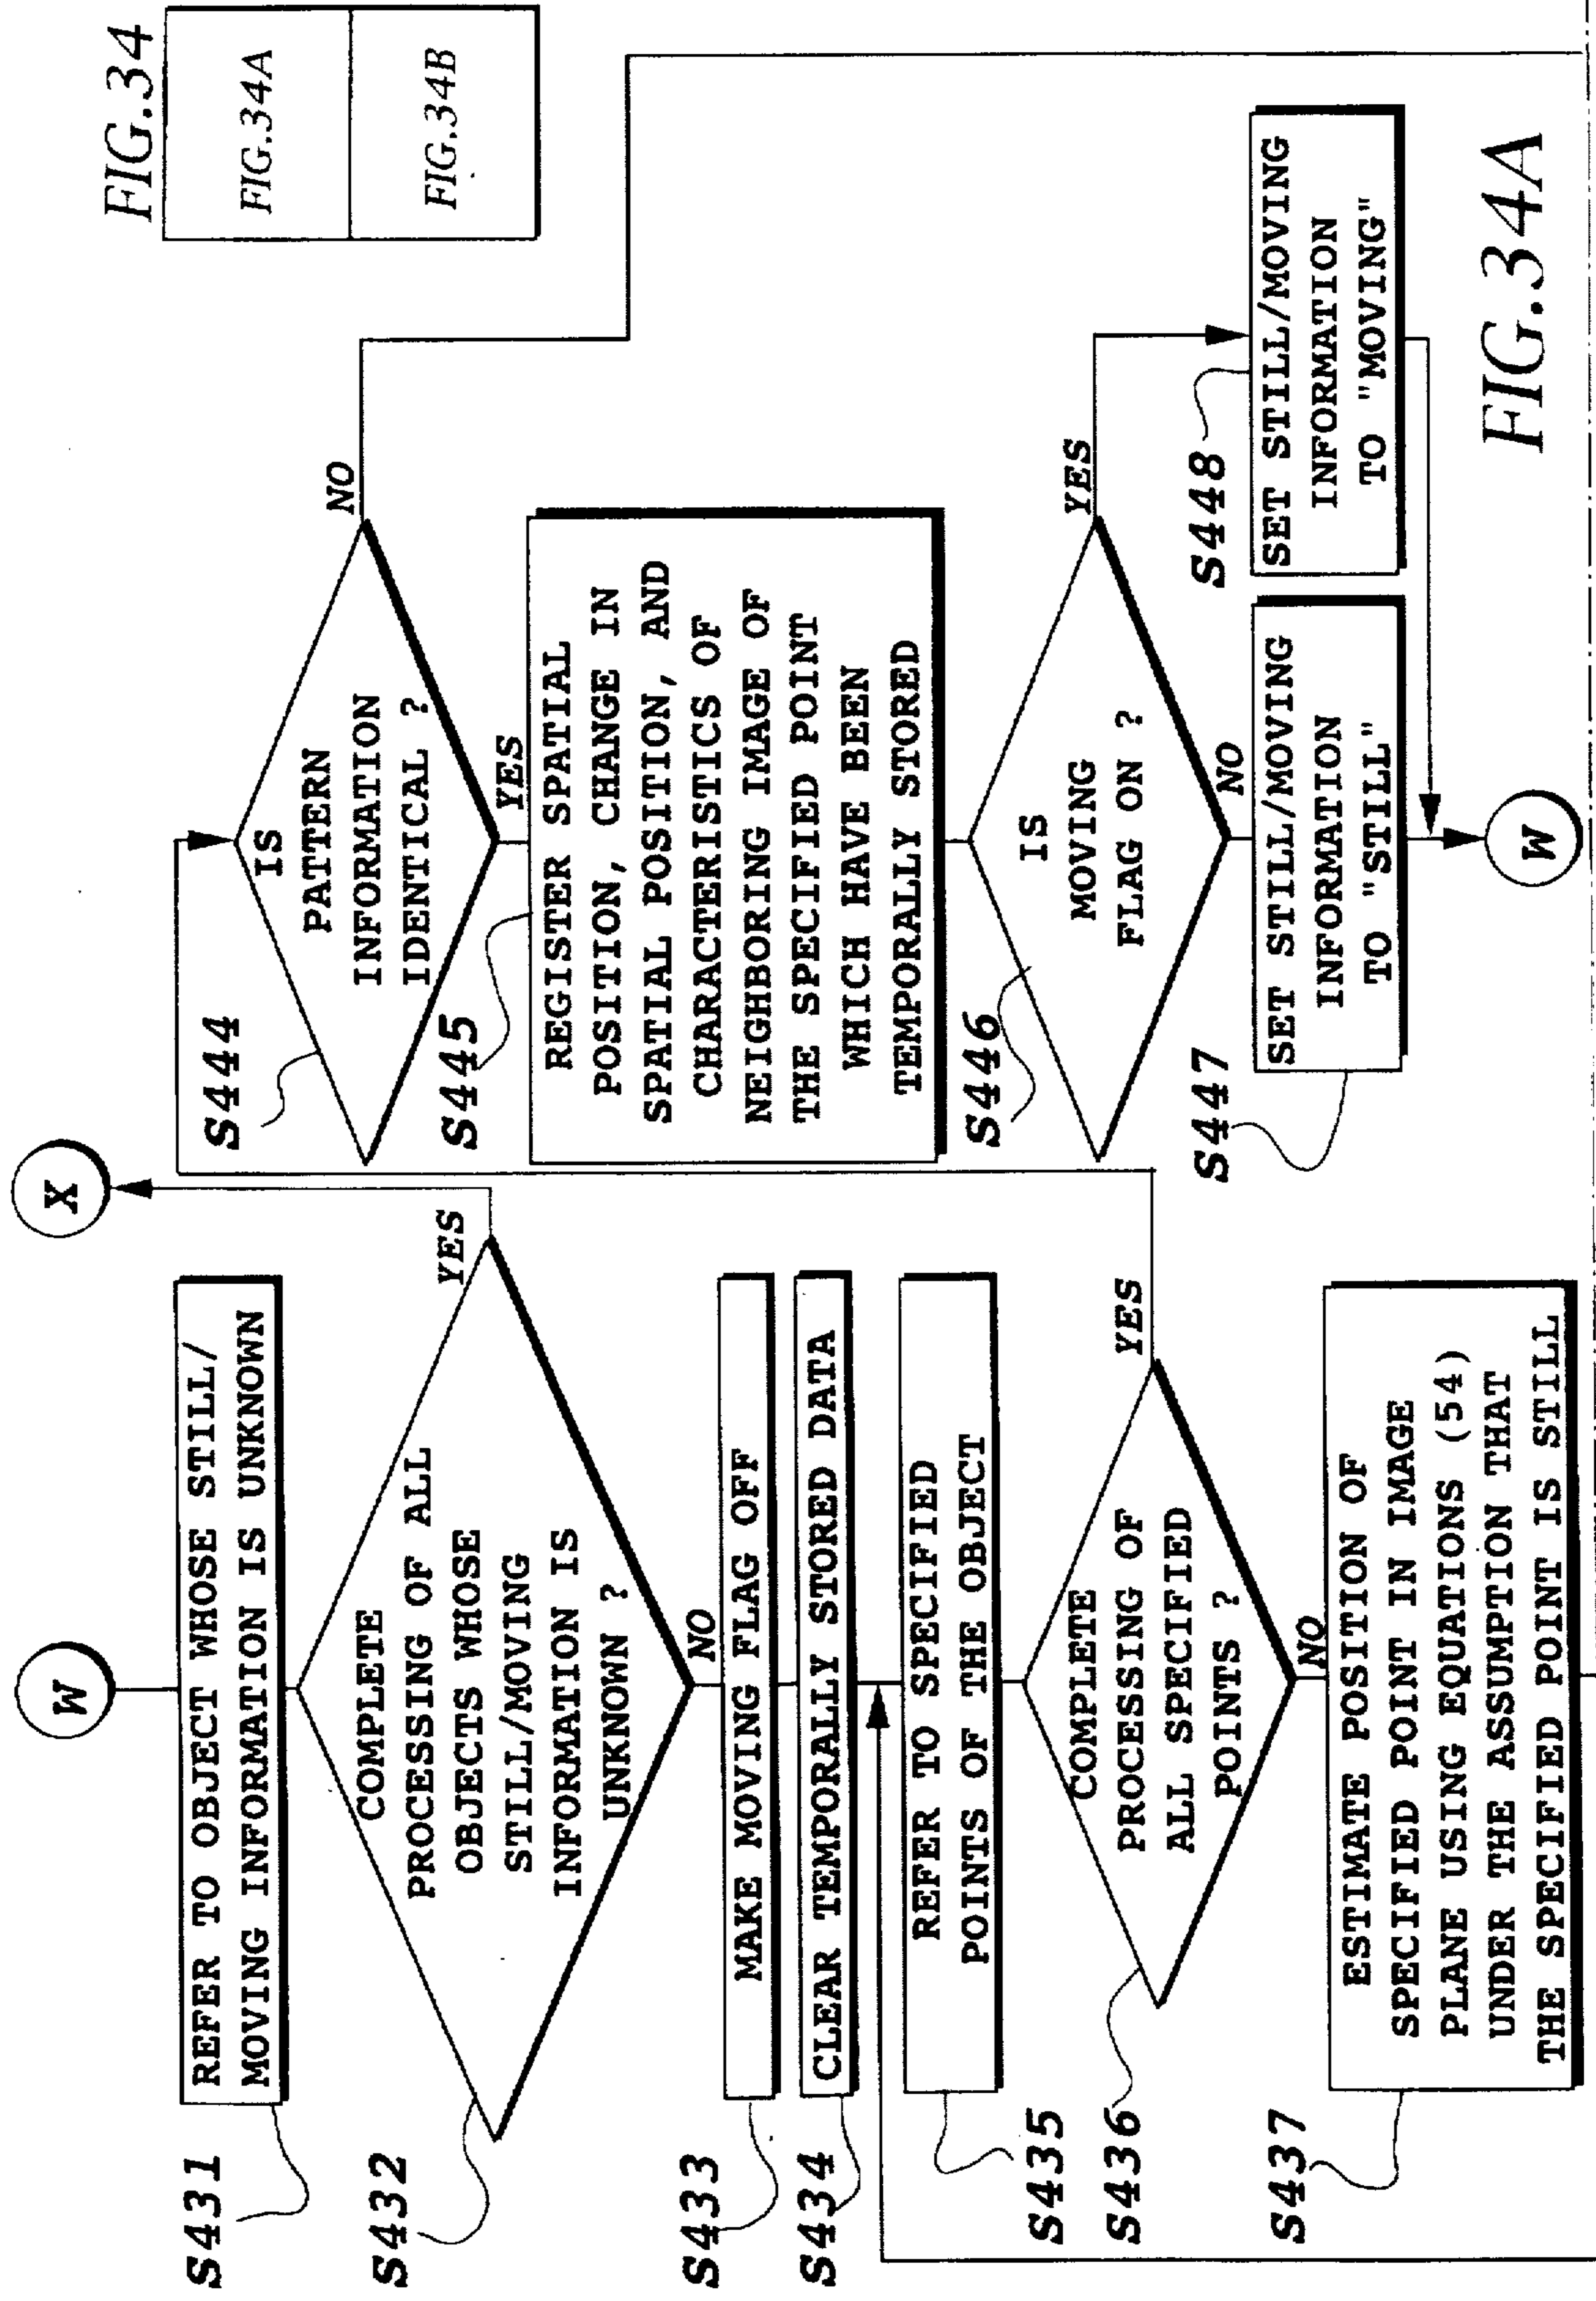 FIG.34
FIG.34A
FIG.34B
W
S431
REFER TO OBJECT WHOSE STILL/
MOVING INFORMATION IS UNKNOWN
X
S432
COMPLETE
PROCESSING OF ALL
OBJECTS WHOSE
STILL/MOVING
INFORMATION IS
UNKNOWN ?
YES
NO
S433
MAKE MOVING FLAG OFF
S434
CLEAR TEMPORALLY STORED DATA
S435
REFER TO SPECIFIED
POINTS OF THE OBJECT
S436
COMPLETE
PROCESSING OF
ALL SPECIFIED
POINTS ?
YES
NO
S437
ESTIMATE POSITION OF
SPECIFIED POINT IN IMAGE
PLANE USING EQUATIONS (54)
UNDER THE ASSUMPTION THAT
THE SPECIFIED POINT IS STILL
S444
IS
PATTERN
INFORMATION
IDENTICAL ?
NO
YES
S445
REGISTER SPATIAL
POSITION, CHANGE IN
SPATIAL POSITION, AND
CHARACTERISTICS OF
NEIGHBORING IMAGE OF
THE SPECIFIED POINT
WHICH HAVE BEEN
TEMPORALLY STORED
S446
IS
MOVING
FLAG ON ?
YES
NO
S447
SET STILL/MOVING
INFORMATION
TO "STILL"
S448
SET STILL/MOVING
INFORMATION
TO "MOVING"
W
FIG.34A